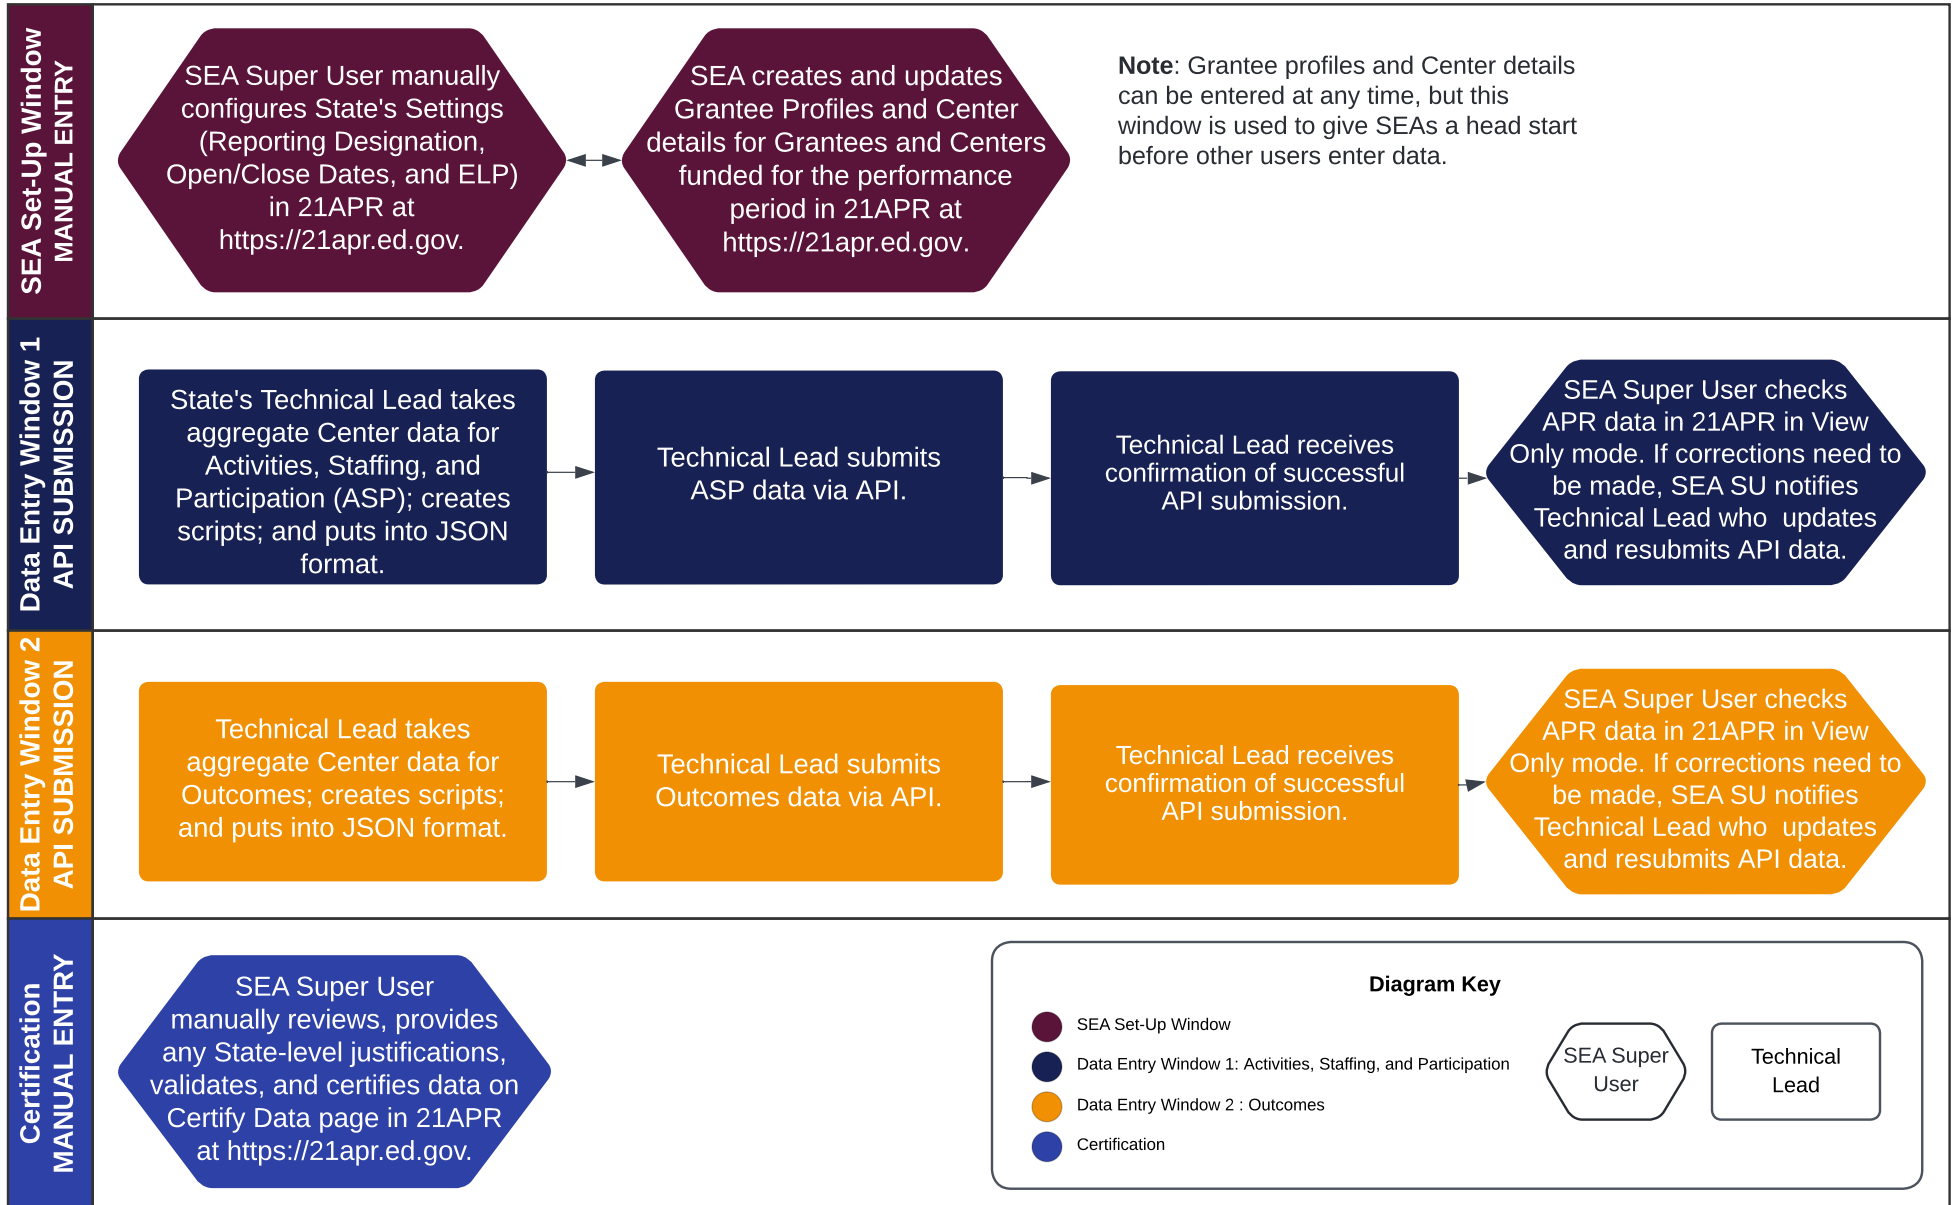 SEA Set-Up Window
MANUAL ENTRY
SEA Super User manually
configures State's Settings
(Reporting Designation,
Open/Close Dates, and ELP)
in 21APR at
https://21apr.ed.gov.
SEA creates and updates
Grantee Profiles and Center
details for Grantees and Centers
funded for the performance
period in 21APR at
https://21apr.ed.gov.
Note: Grantee profiles and Center details
can be entered at any time, but this
window is used to give SEAs a head start
before other users enter data.
Data Entry Window 1
API SUBMISSION
State's Technical Lead takes
aggregate Center data for
Activities, Staffing, and
Participation (ASP); creates
scripts; and puts into JSON
format.
Technical Lead submits
ASP data via API.
Technical Lead receives
confirmation of successful
API submission.
SEA Super User checks
APR data in 21APR in View
Only mode. If corrections need to
be made, SEA SU notifies
Technical Lead who  updates
and resubmits API data.
Data Entry Window 2
API SUBMISSION
Technical Lead takes
aggregate Center data for
Outcomes; creates scripts;
and puts into JSON format.
Technical Lead submits
Outcomes data via API.
Technical Lead receives
confirmation of successful
API submission.
SEA Super User checks
APR data in 21APR in View
Only mode. If corrections need to
be made, SEA SU notifies
Technical Lead who  updates
and resubmits API data.
Certification
MANUAL ENTRY
SEA Super User
manually reviews, provides
any State-level justifications,
validates, and certifies data on
Certify Data page in 21APR
at https://21apr.ed.gov.
Diagram Key
SEA Set-Up Window
Data Entry Window 1: Activities, Staffing, and Participation
Data Entry Window 2 : Outcomes
Certification
SEA Super
User
Technical
Lead